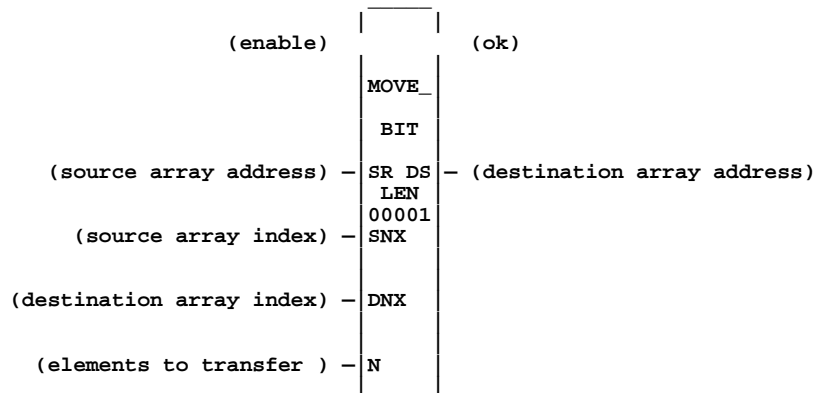 (enable) (ok)
MOVE_
BIT
(source array address) – SR DS – (destination array address)
LEN
00001
(source array index) – SNX
(destination array index) – DNX
(elements to transfer ) – N